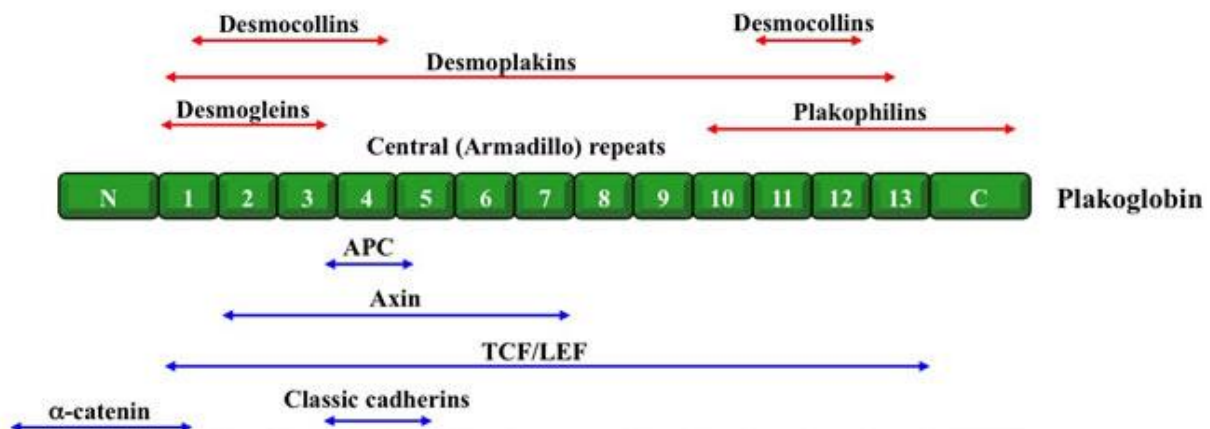 Desmocollins Desmocollins
Desmoplakins
Desmogleins Plakophilins
Central (Armadillo) repeats
N 1 2 3 4 5 6 7 8 9 10 11 12 13 C Plakoglobin
APC
Axin
TCF/LEF
Classic cadherins
α-catenin